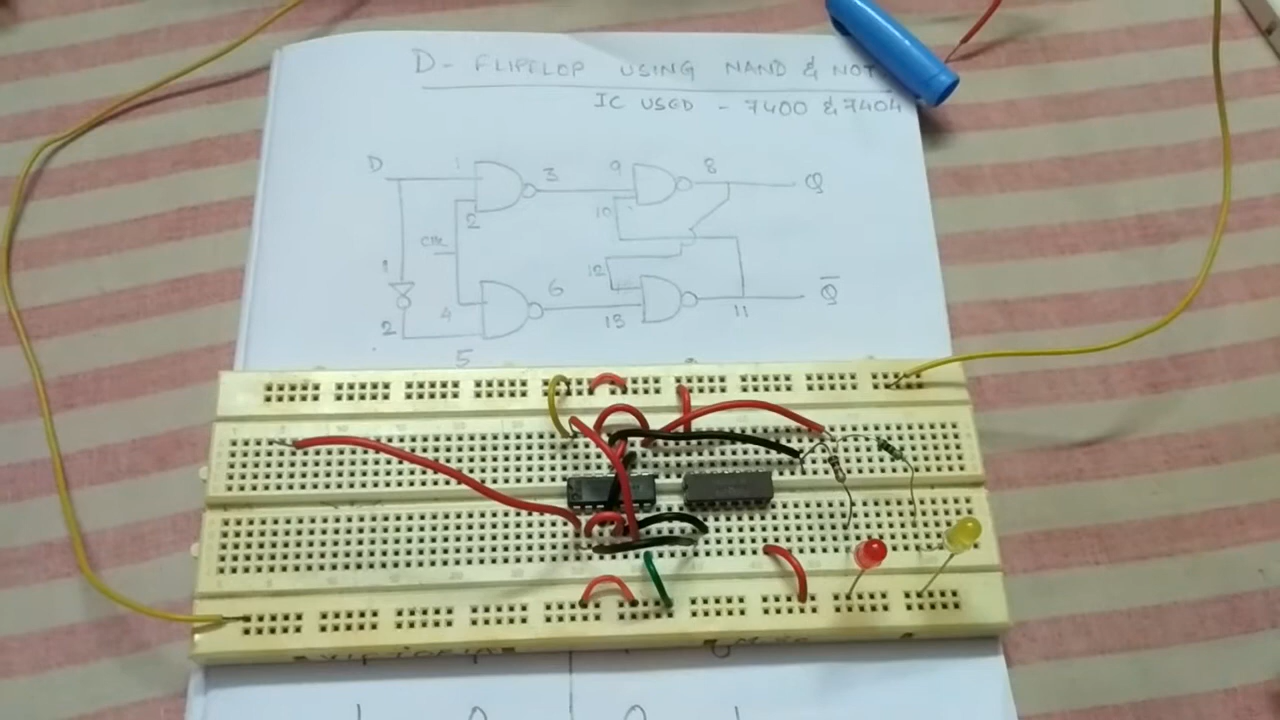 D - FLIPFLOP USING NAND & NOT
IC USED - 7400 & 7404
D 1 3 9 8 Q
2 10
CLK
1 12
4 6 11 Q̅
2 13
5